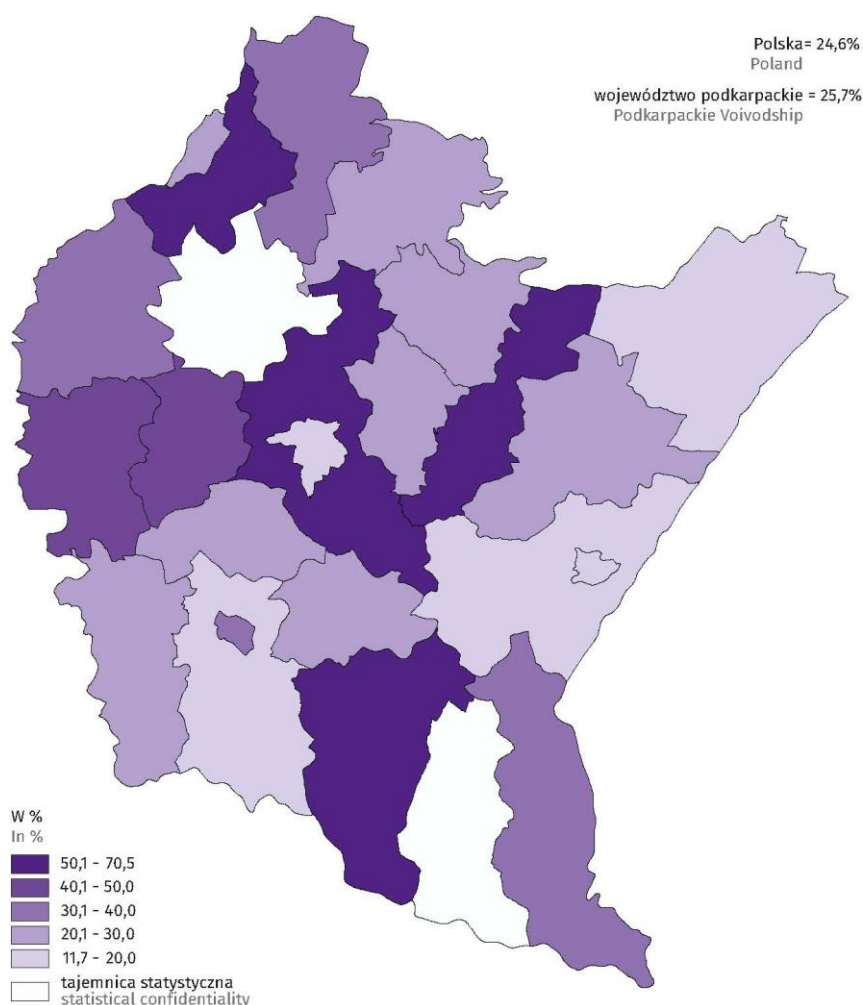 Polska= 24,6%
Poland
województwo podkarpackie = 25,7%
Podkarpackie Voivodship
W %
In %
50,1 - 70,5
40,1 - 50,0
30,1 - 40,0
20,1 - 30,0
11,7 - 20,0
tajemnica statystyczna
statistical confidentiality